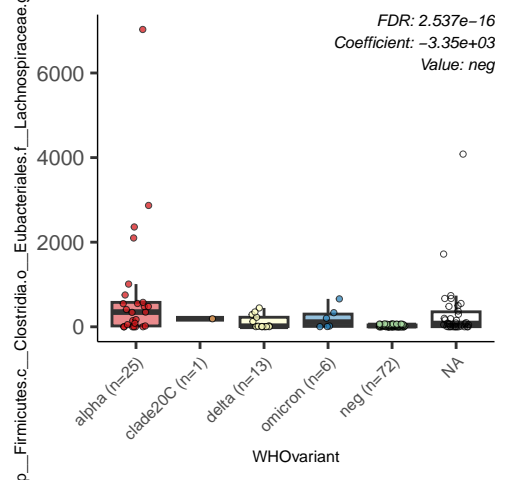 FDR: 2.537e−16
Coefficient: −3.35e+03
Value: neg
p__Firmicutes.c__Clostridia.o__Eubacteriales.f__Lachnospiraceae.g
6000
4000
2000
0
alpha (n=25)
clade20C (n=1)
delta (n=13)
omicron (n=6)
neg (n=72)
NA
WHOvariant